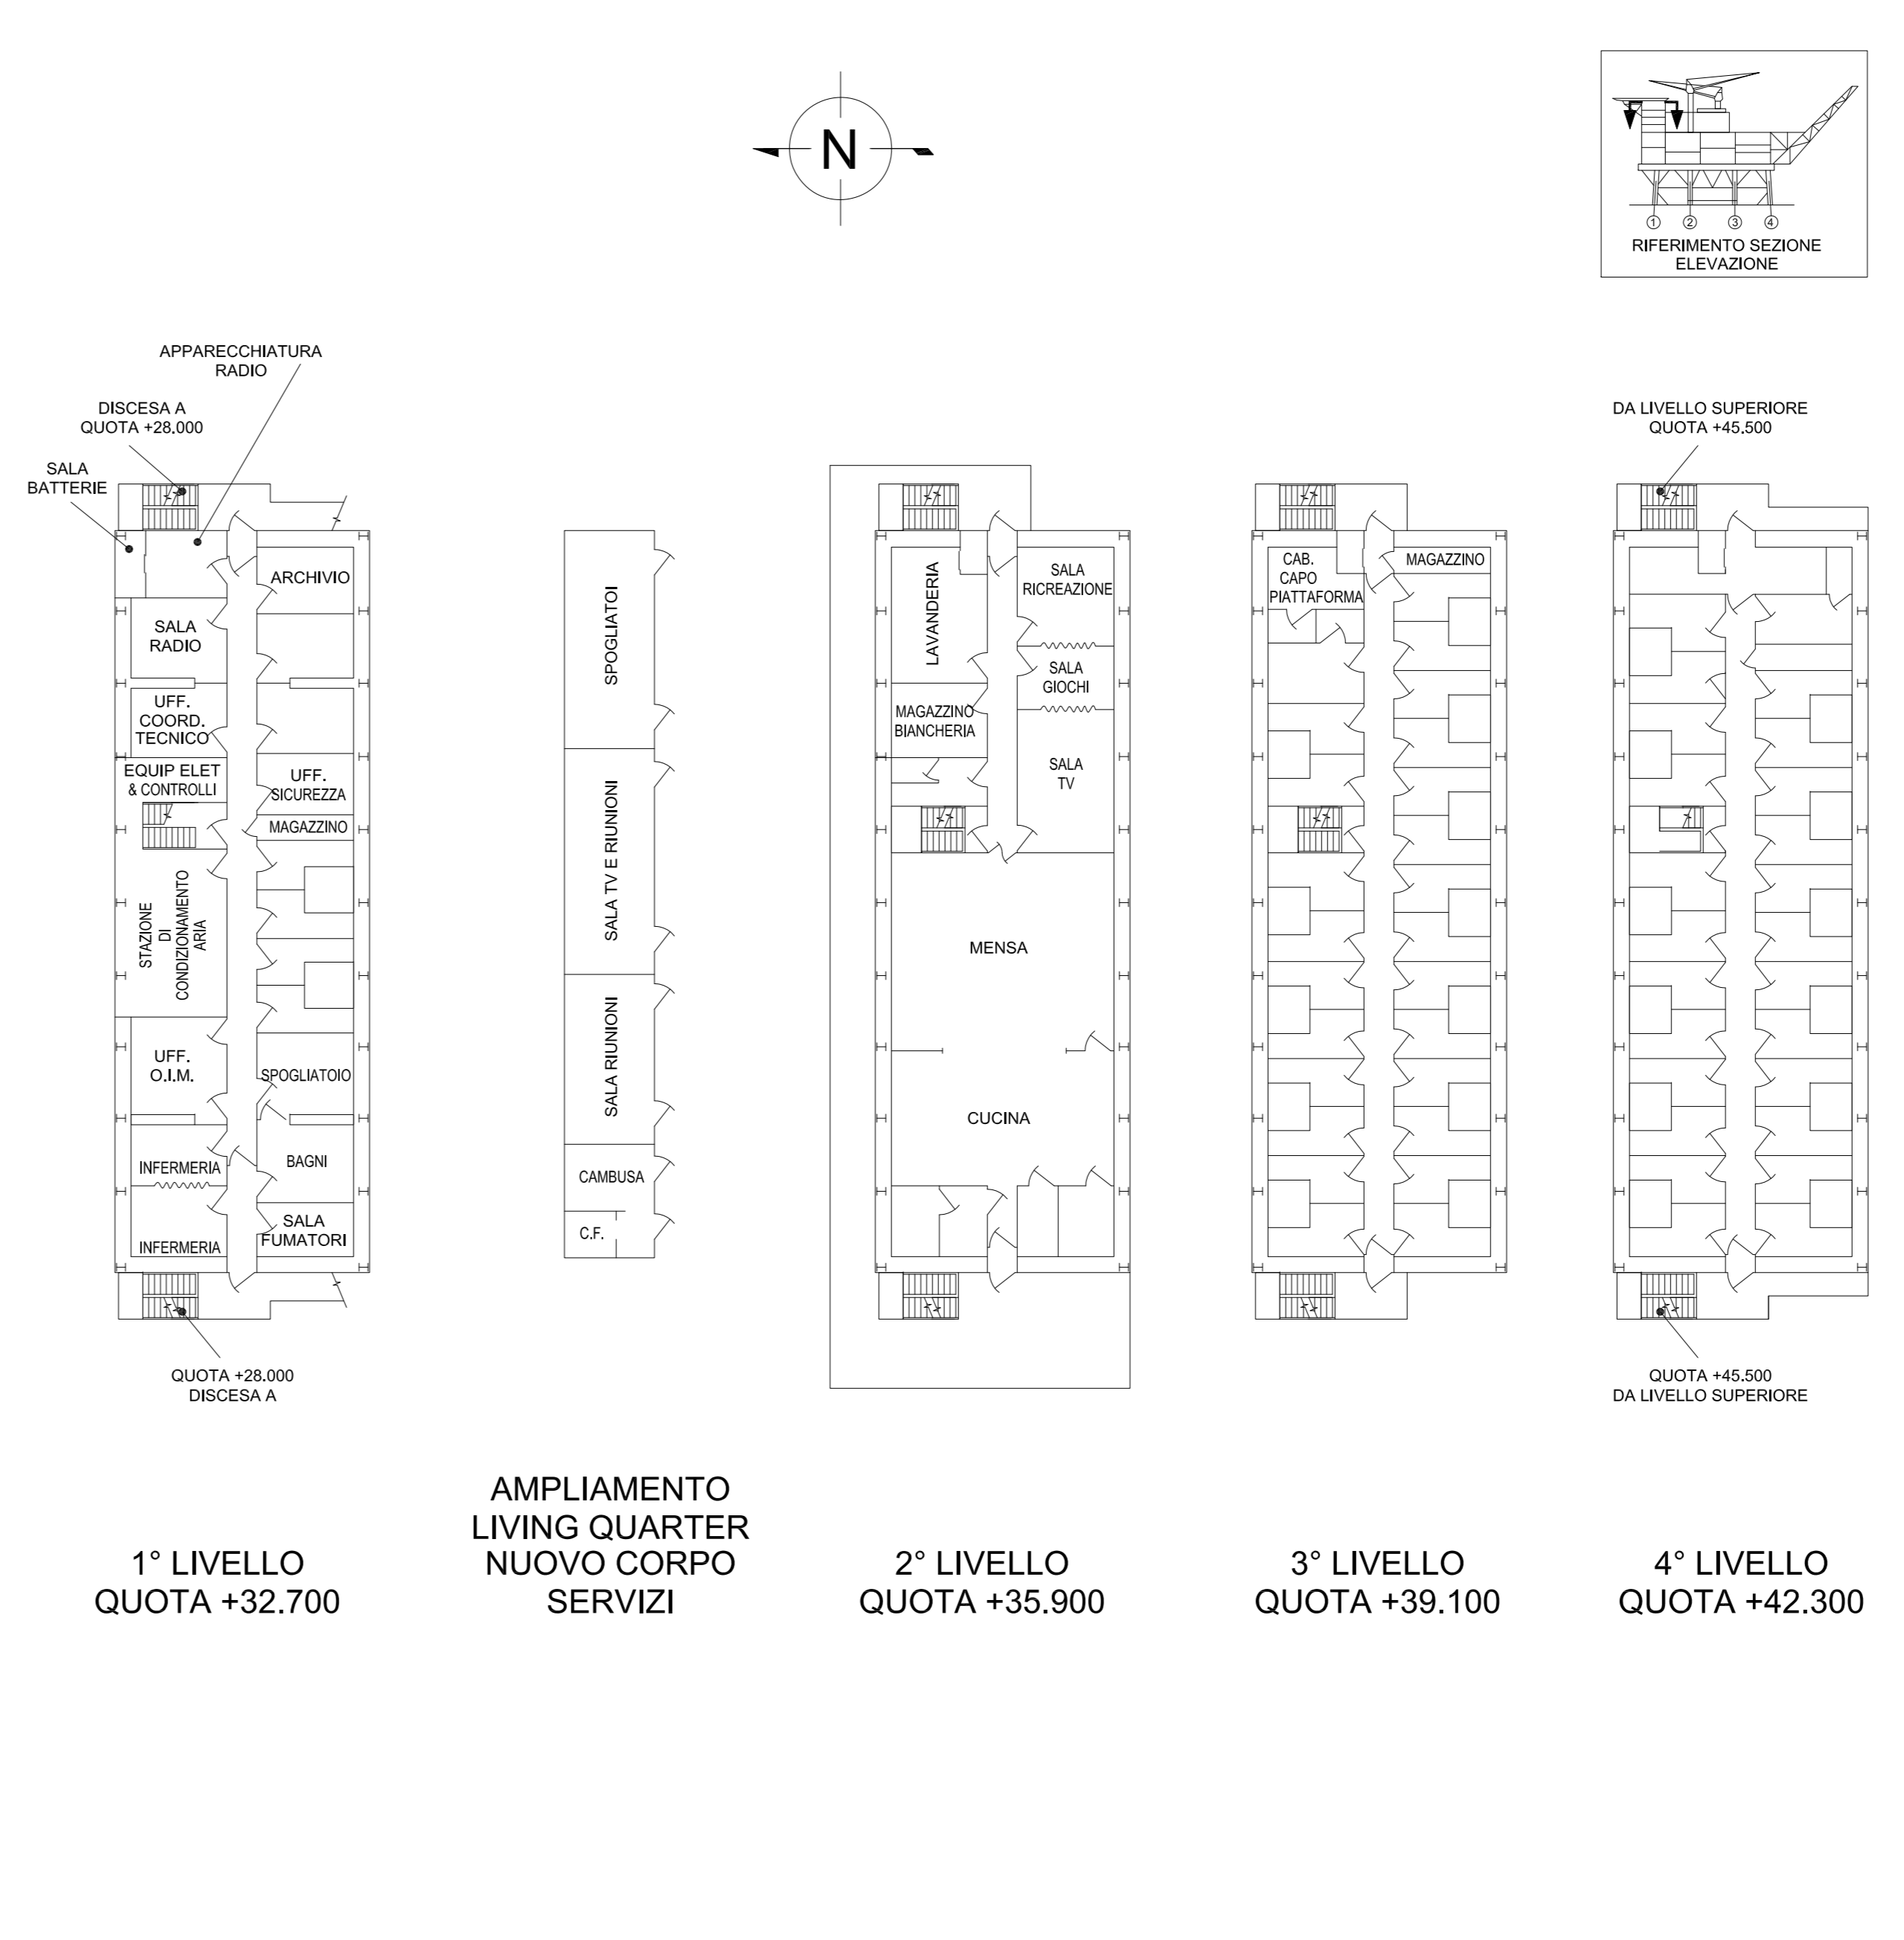 N
1
2
3
4
RIFERIMENTO SEZIONE
ELEVAZIONE
APPARECCHIATURA
RADIO
DISCESA A
QUOTA +28.000
SALA
BATTERIE
ARCHIVIO
SALA
RADIO
UFF.
COORD.
TECNICO
EQUIP ELET
& CONTROLLI
UFF.
SICUREZZA
MAGAZZINO
STAZIONE
DI
CONDIZIONAMENTO
ARIA
UFF.
O.I.M.
SPOGLIATOIO
INFERMERIA
BAGNI
INFERMERIA
SALA
FUMATORI
QUOTA +28.000
DISCESA A
1° LIVELLO
QUOTA +32.700
SPOGLIATOI
SALA TV E RIUNIONI
SALA RIUNIONI
CAMBUSA
C.F.
AMPLIAMENTO
LIVING QUARTER
NUOVO CORPO
SERVIZI
LAVANDERIA
SALA
RICREAZIONE
SALA
GIOCHI
MAGAZZINO
BIANCHERIA
SALA
TV
MENSA
CUCINA
2° LIVELLO
QUOTA +35.900
CAB.
CAPO
PIATTAFORMA
MAGAZZINO
3° LIVELLO
QUOTA +39.100
DA LIVELLO SUPERIORE
QUOTA +45.500
QUOTA +45.500
DA LIVELLO SUPERIORE
4° LIVELLO
QUOTA +42.300